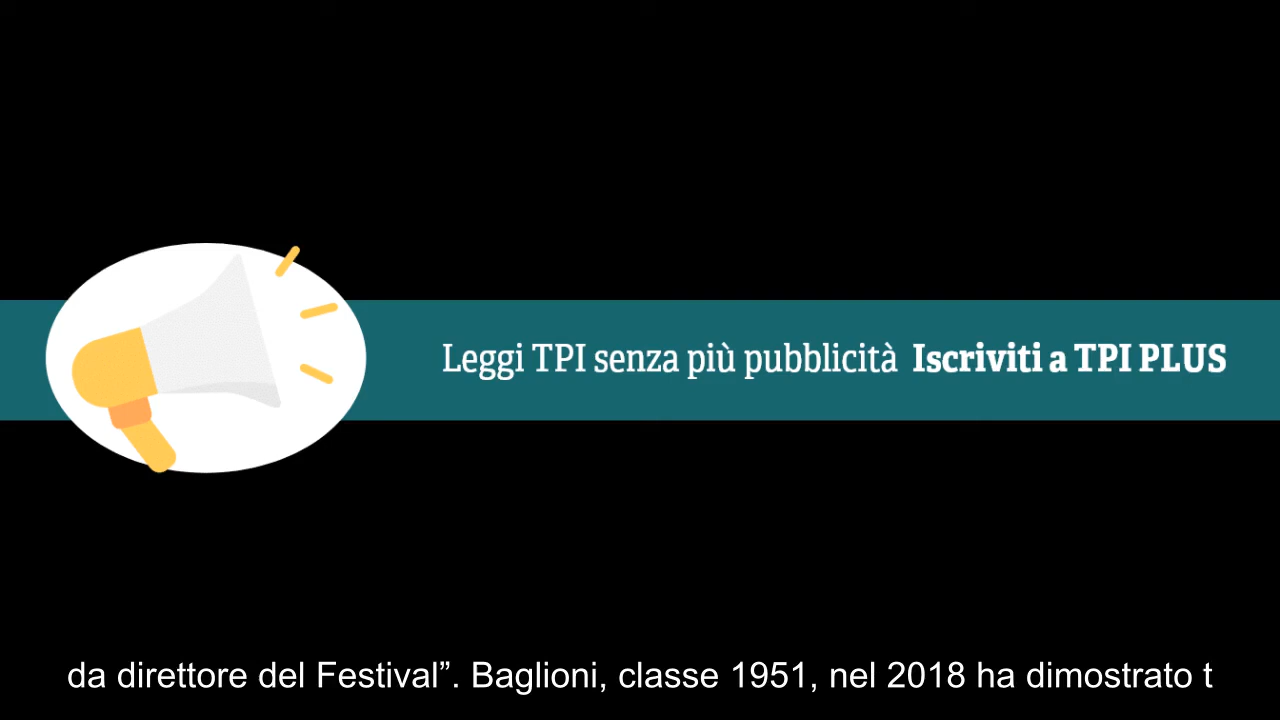 Leggi TPI senza più pubblicità Iscriviti a TPI PLUS
da direttore del Festival”. Baglioni, classe 1951, nel 2018 ha dimostrato t